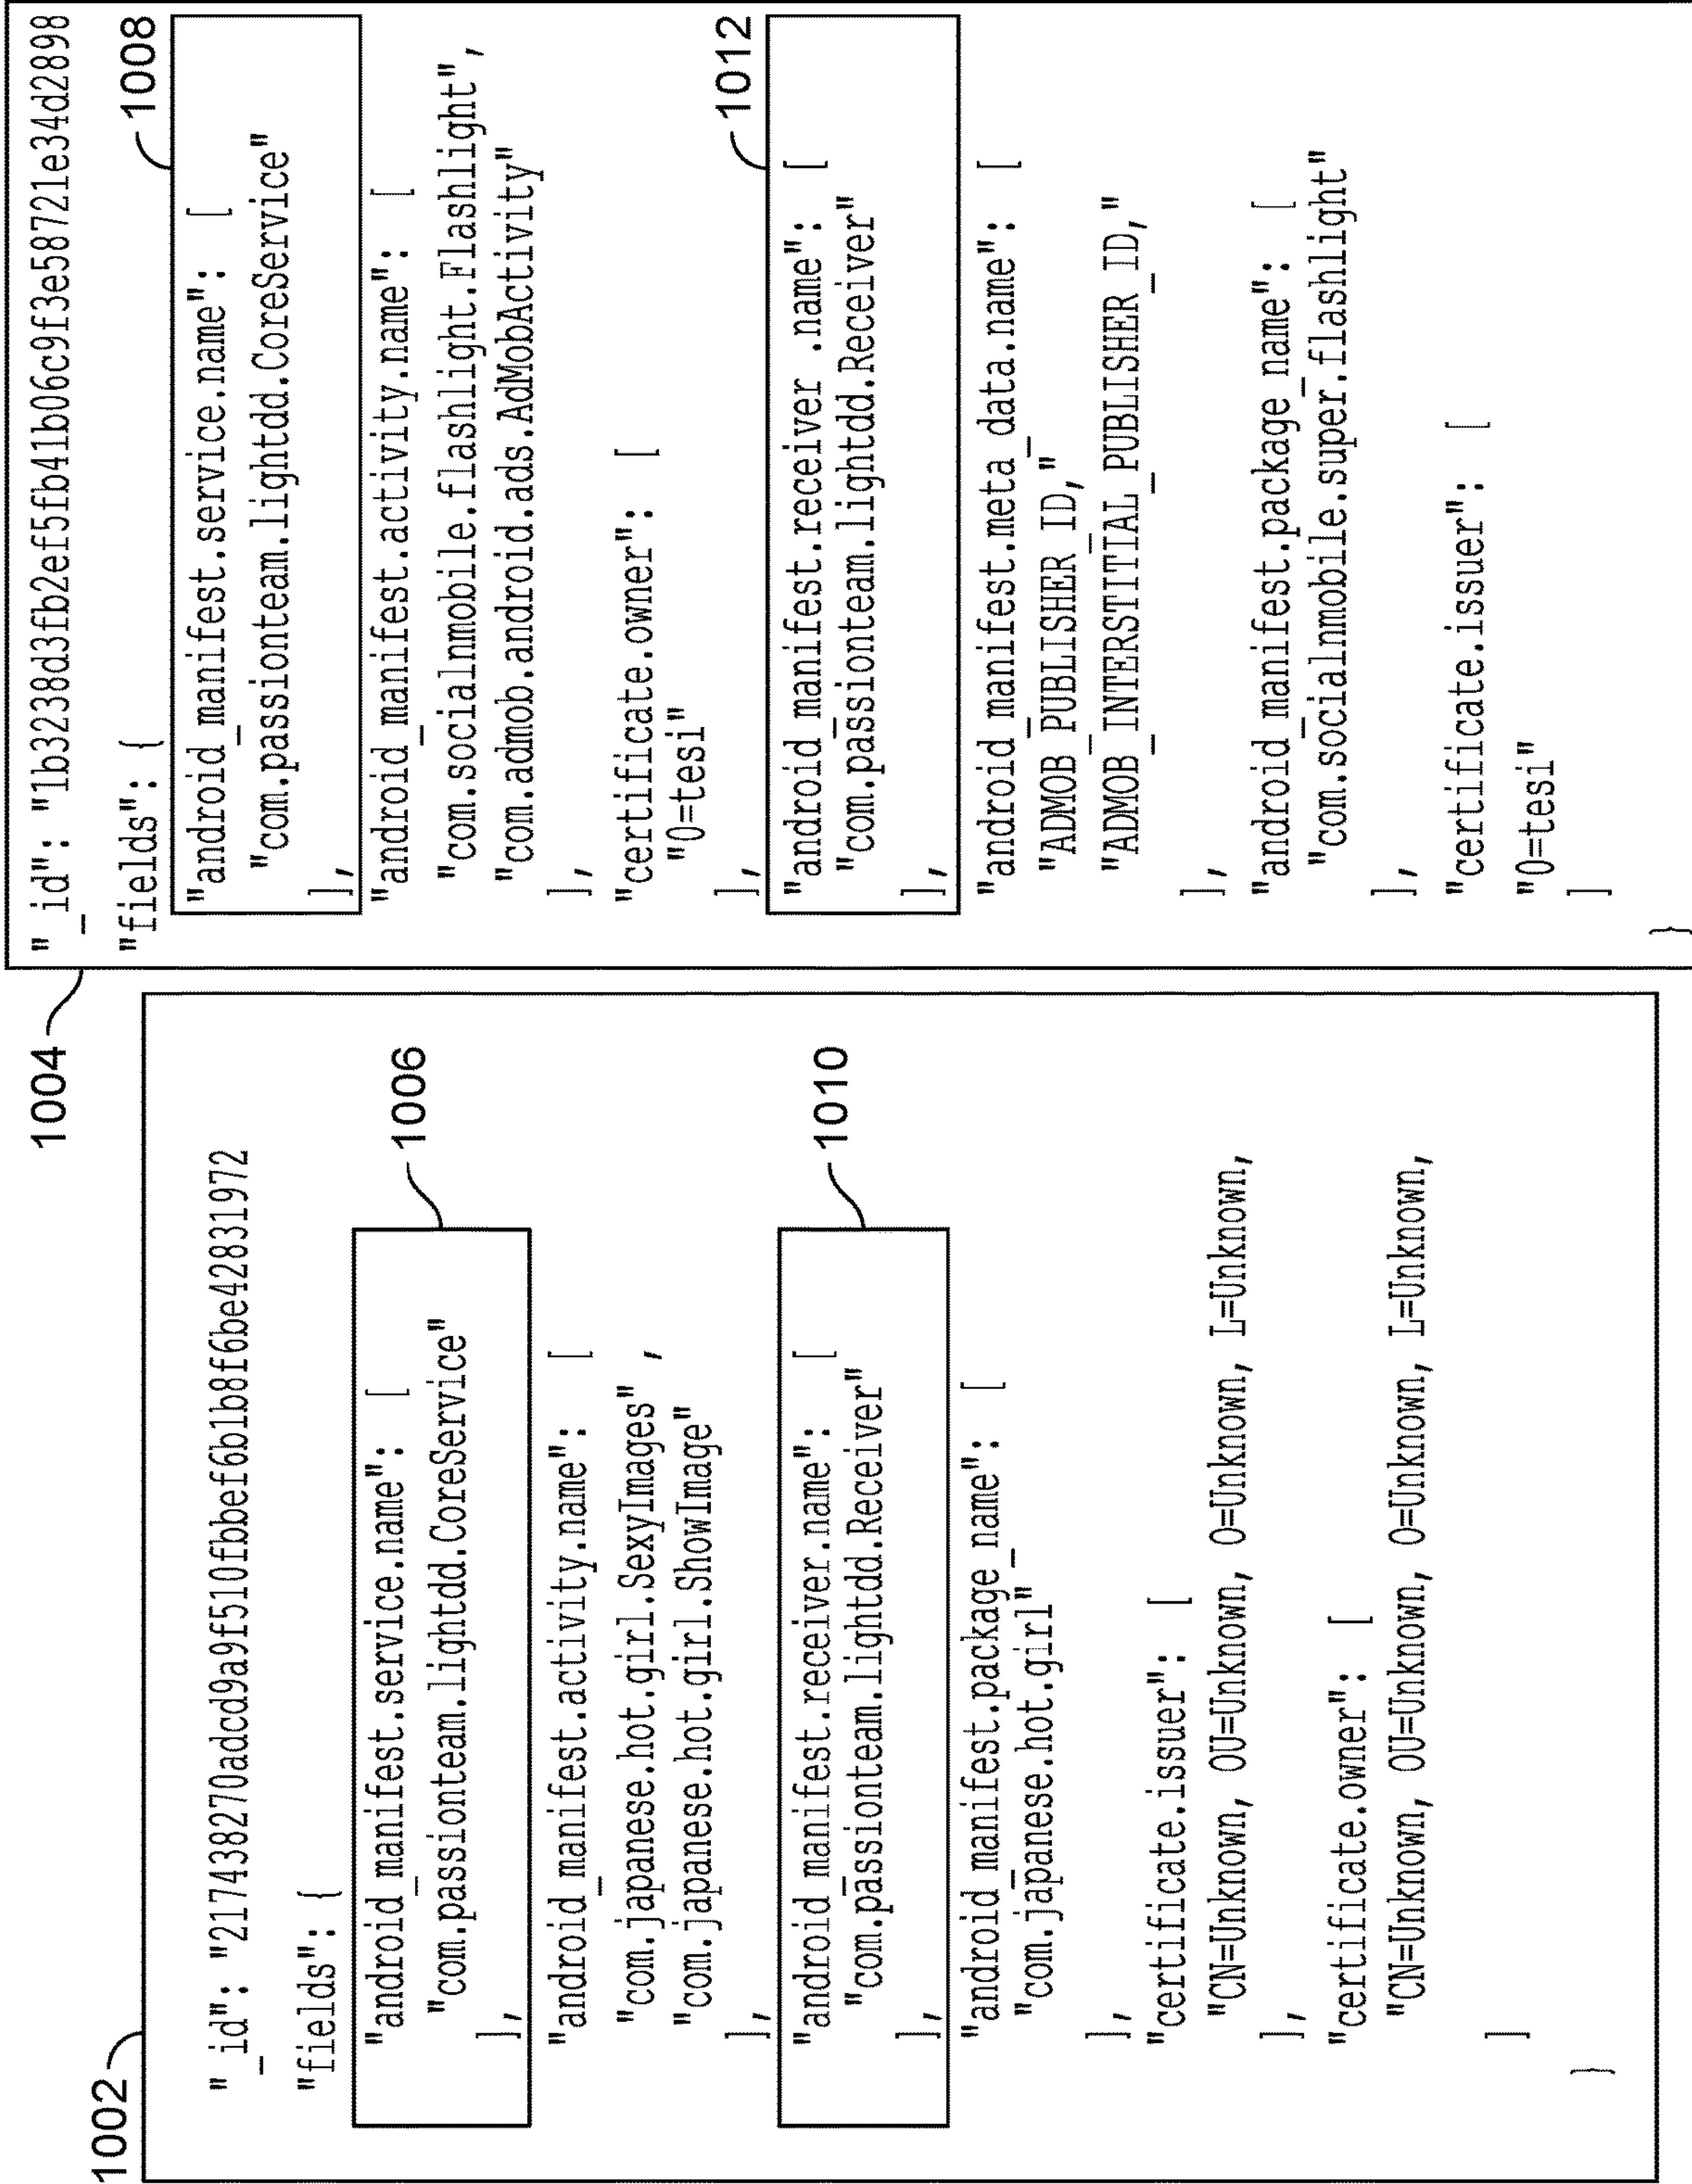 1002
"_id": "217438270adcd9a9f510fbbef6b1b8f6be42831972
"fields": {
"android_manifest.service.name": [
"com.passionteam.lightdd.CoreService"
],
1006
"android_manifest.activity.name": [
"com.japanese.hot.girl.SexyImages" ,
"com.japanese.hot.girl.ShowImage"
],
"android_manifest.receiver.name": [
"com.passionteam.lightdd.Receiver"
],
1010
"android_manifest.package_name": [
"com.japanese.hot.girl"
],
"certificate.issuer": [
"CN=Unknown, OU=Unknown, O=Unknown, L=Unknown,
],
"certificate.owner": [
"CN=Unknown, OU=Unknown, O=Unknown, L=Unknown,
]
}
1004
"_id": "1b3238d3fb2ef5fb41b06c9f3e58721e34d2898
"fields": {
1008
"android_manifest.service.name": [
"com.passionteam.lightdd.CoreService"
],
"android_manifest.activity.name": [
"com.socialnmobile.flashlight.Flashlight",
"com.admob.android.ads.AdMobActivity"
],
"certificate.owner": [
"O=tesi"
],
1012
"android_manifest.receiver .name": [
"com.passionteam.lightdd.Receiver"
],
"android_manifest.meta_data.name": [
"ADMOB_PUBLISHER_ID,"
"ADMOB_INTERSTITIAL_PUBLISHER_ID,"
],
"android_manifest.package_name": [
"com.socialnmobile.super.flashlight"
],
"certificate.issuer": [
"O=tesi"
]
}